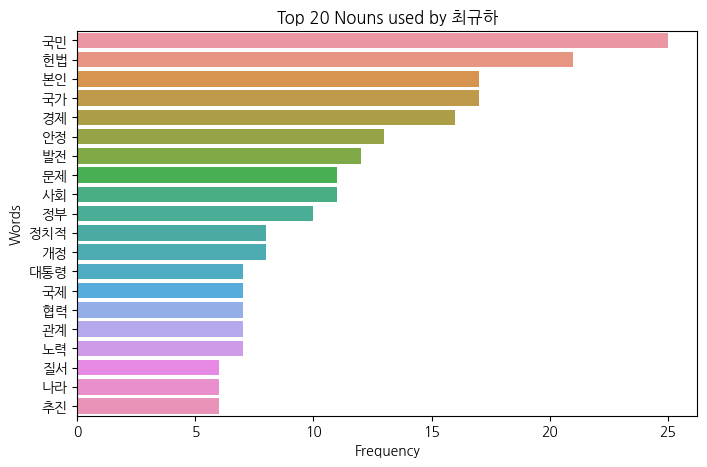 Top 20 Nouns used by 최규하
국민
헌법
본인
국가
경제
안정
발전
문제
사회
정부
정치적
개정
대통령
국제
협력
관계
노력
질서
나라
추진
Words
0 5 10 15 20 25
Frequency